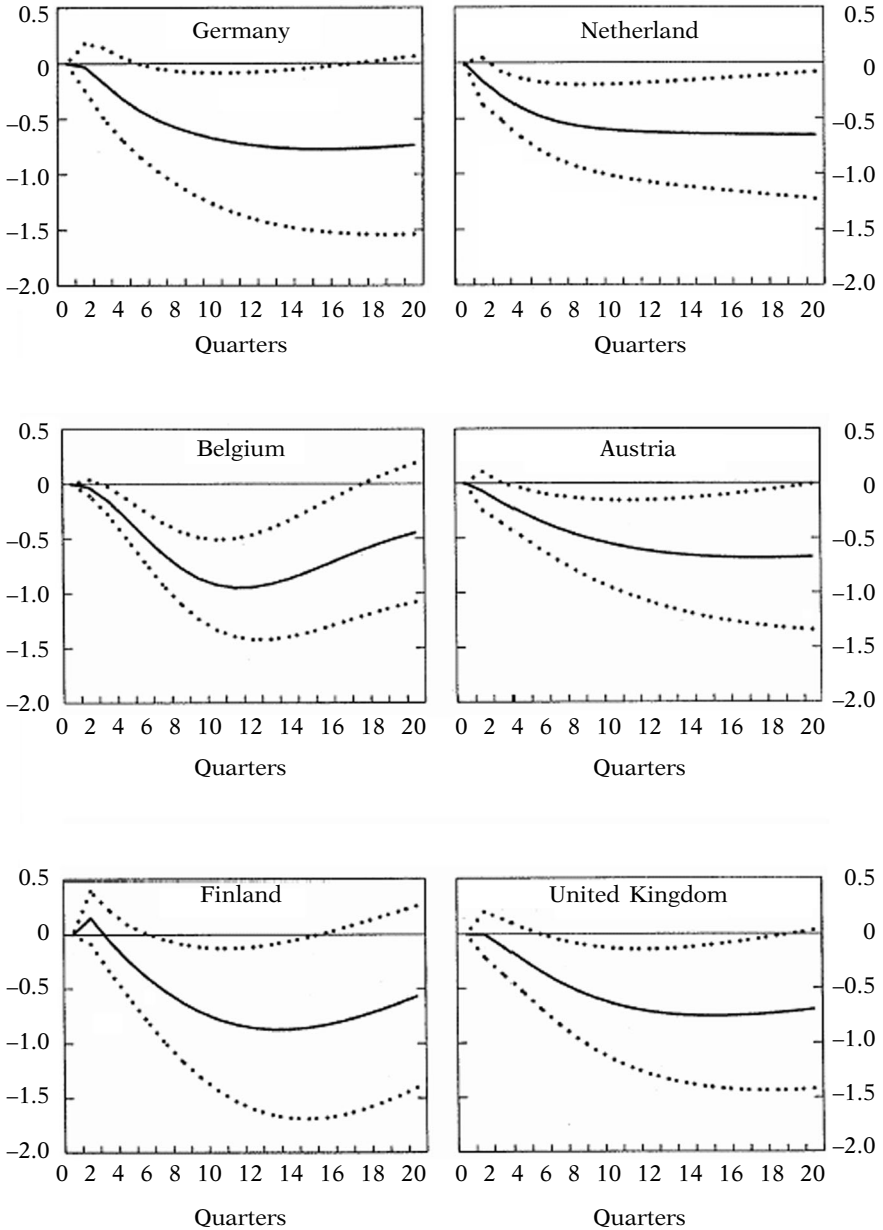 0.5 Germany Netherland 0.5
0 0
–0.5 –0.5
–1.0 –1.0
–1.5 –1.5
–2.0 –2.0
0 2 4 6 8 10 12 14 16 18 20 0 2 4 6 8 10 12 14 16 18 20
Quarters Quarters
0.5 Belgium Austria 0.5
0 0
–0.5 –0.5
–1.0 –1.0
–1.5 –1.5
–2.0 –2.0
0 2 4 6 8 10 12 14 16 18 20 0 2 4 6 8 10 12 14 16 18 20
Quarters Quarters
0.5 Finland United Kingdom 0.5
0 0
–0.5 –0.5
–1.0 –1.0
–1.5 –1.5
–2.0 –2.0
0 2 4 6 8 10 12 14 16 18 20 0 2 4 6 8 10 12 14 16 18 20
Quarters Quarters